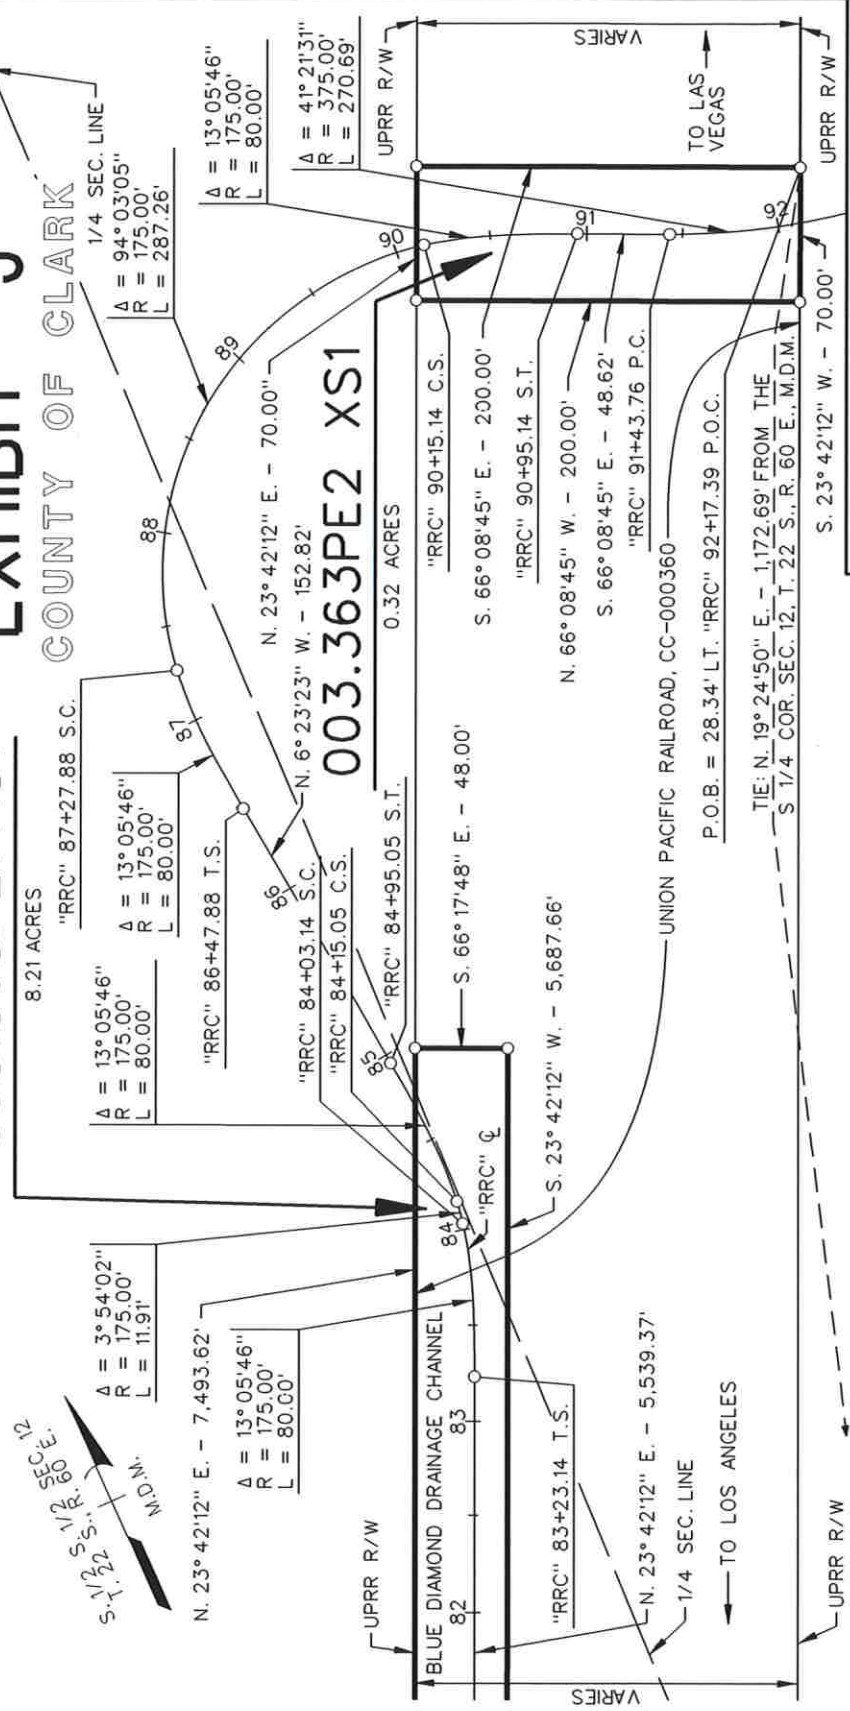 COUNTY OF CLARK
8.21 ACRES
"RRC" 87+27.88 S.C.
1/4 SEC. LINE
Δ = 94° 03'05"
R = 175.00'
L = 287.26'
Δ = 13° 05'46"
R = 175.00'
L = 80.00'
Δ = 41° 21'31"
R = 375.00'
L = 270.69'
UPRR R/W
VARIES
TO LAS
VEGAS
UPRR R/W
86
87
88
89
90
91
92
Δ = 13° 05'46"
R = 175.00'
L = 80.00'
"RRC" 86+47.88 T.S.
N. 23° 42'12" E. - 70.00'
N. 6° 23'23" W. - 152.82'
003.363PE2 XS1
0.32 ACRES
"RRC" 90+15.14 C.S.
S. 66° 08'45" E. - 200.00'
"RRC" 90+95.14 S.T.
N. 66° 08'45" W. - 200.00'
S. 66° 08'45" E. - 48.62'
"RRC" 91+43.76 P.C.
UNION PACIFIC RAILROAD, CC-000360
P.O.B. = 28.34' LT. "RRC" 92+17.39 P.O.C.
TIE: N. 19° 24'50" E. - 1,172.69' FROM THE
S 1/4 COR. SEC. 12, T. 22 S., R. 60 E., M.D.M.
S. 23° 42'12" W. - 70.00'
S. 1/2 S. 1/2 SEC. 12
T. 22 S., R. 60 E.
M.D.M.
Δ = 3° 54'02"
R = 175.00'
L = 11.91'
Δ = 13° 05'46"
R = 175.00'
L = 80.00'
"RRC" 84+03.14 S.C.
"RRC" 84+15.05 C.S.
"RRC" 84+95.05 S.T.
85
84
N. 23° 42'12" E. - 7,493.62'
Δ = 13° 05'46"
R = 175.00'
L = 80.00'
S. 66° 17'48" E. - 48.00'
UPRR R/W
BLUE DIAMOND DRAINAGE CHANNEL
82
83
"RRC" ℄
S. 23° 42'12" W. - 5,687.66'
"RRC" 83+23.14 T.S.
N. 23° 42'12" E. - 5,539.37'
1/4 SEC. LINE
TO LOS ANGELES
VARIES
UPRR R/W